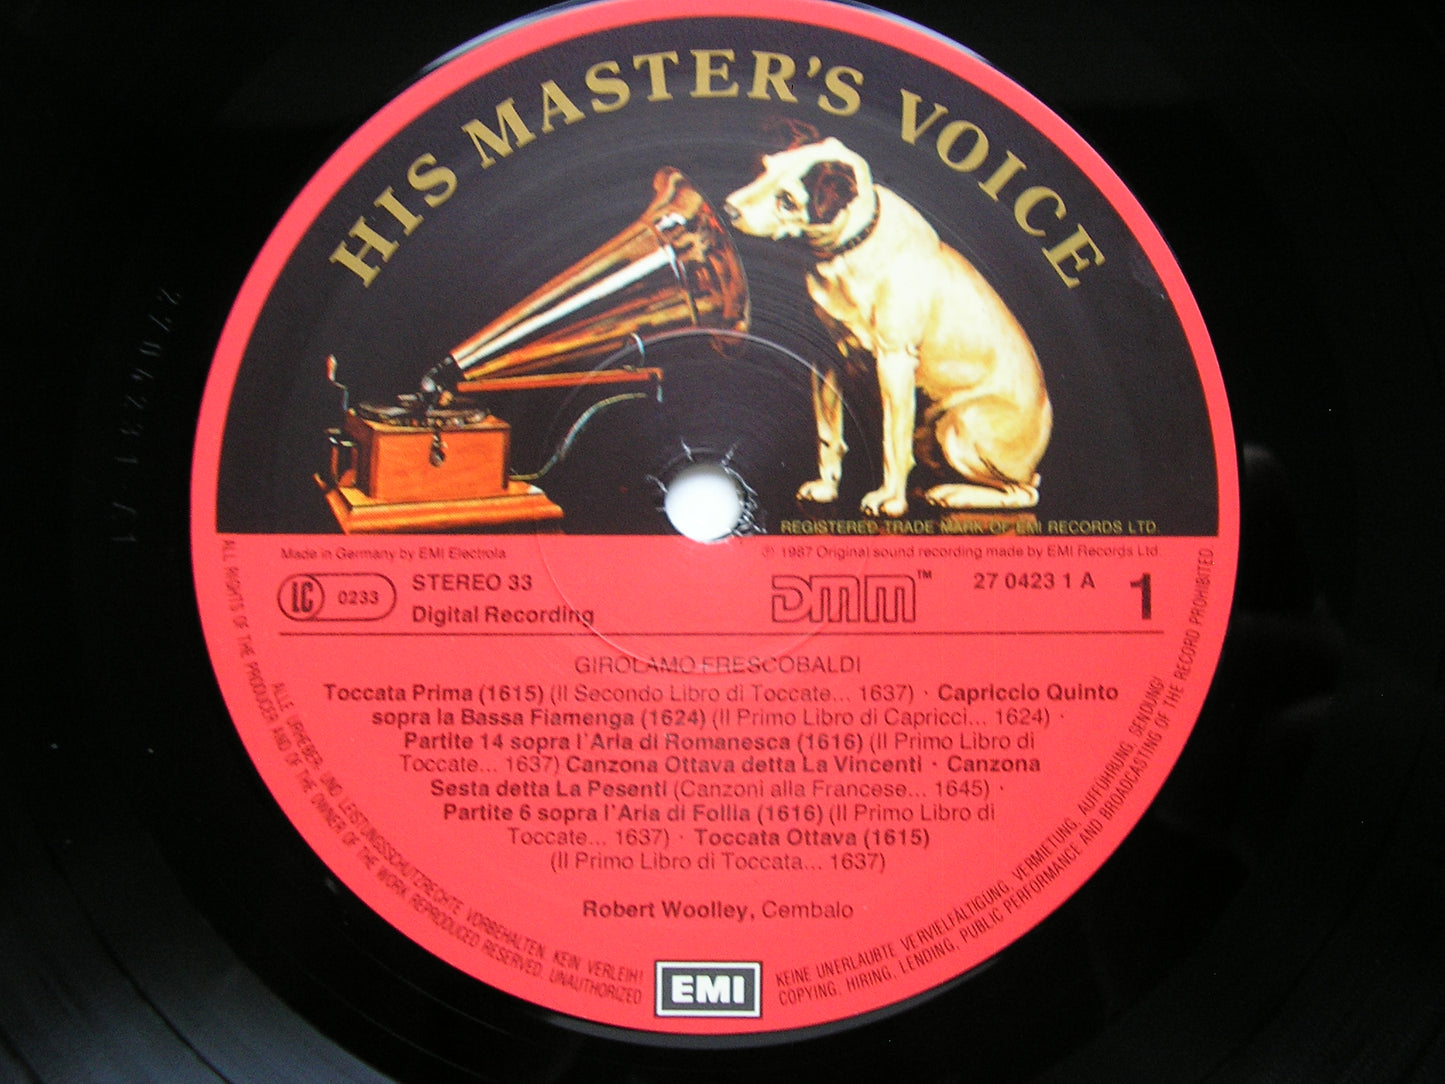 HIS MASTER'S VOICE
REGISTERED TRADE MARK OF EMI RECORDS LTD.
Made in Germany by EMI Electrola
℗ 1987 Original sound recording made by EMI Records Ltd.
LC 0233
STEREO 33
Digital Recording
DMM™
27 0423 1 A
1
GIROLAMO FRESCOBALDI
Toccata Prima (1615) (Il Secondo Libro di Toccate... 1637) · Capriccio Quinto
sopra la Bassa Fiamenga (1624) (Il Primo Libro di Capricci... 1624) ·
Partite 14 sopra l'Aria di Romanesca (1616) (Il Primo Libro di
Toccate... 1637) Canzona Ottava detta La Vincenti · Canzona
Sesta detta La Pesenti (Canzoni alla Francese... 1645) ·
Partite 6 sopra l'Aria di Follia (1616) (Il Primo Libro di
Toccate... 1637) · Toccata Ottava (1615)
(Il Primo Libro di Toccata... 1637)
Robert Woolley, Cembalo
EMI
ALLE URHEBER- UND LEISTUNGSSCHUTZRECHTE VORBEHALTEN. KEIN VERLEIH! KEINE UNERLAUBTE VERVIELFÄLTIGUNG, VERMIETUNG, AUFFÜHRUNG, SENDUNG!
ALL RIGHTS OF THE PRODUCER AND OF THE OWNER OF THE WORK REPRODUCED RESERVED. UNAUTHORIZED COPYING, HIRING, LENDING, PUBLIC PERFORMANCE AND BROADCASTING OF THE RECORD PROHIBITED
270423 1-A1